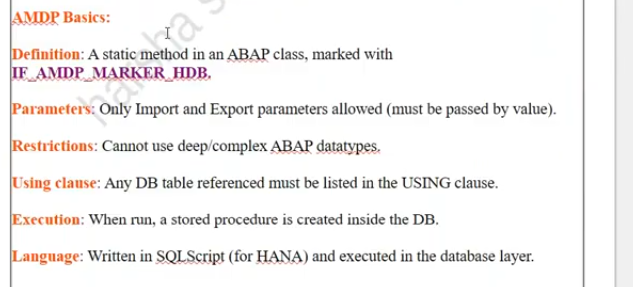 AMDP Basics:
Definition: A static method in an ABAP class, marked with
IF_AMDP_MARKER_HDB.
Parameters: Only Import and Export parameters allowed (must be passed by value).
Restrictions: Cannot use deep/complex ABAP datatypes.
Using clause: Any DB table referenced must be listed in the USING clause.
Execution: When run, a stored procedure is created inside the DB.
Language: Written in SQLScript (for HANA) and executed in the database layer.
harsha s